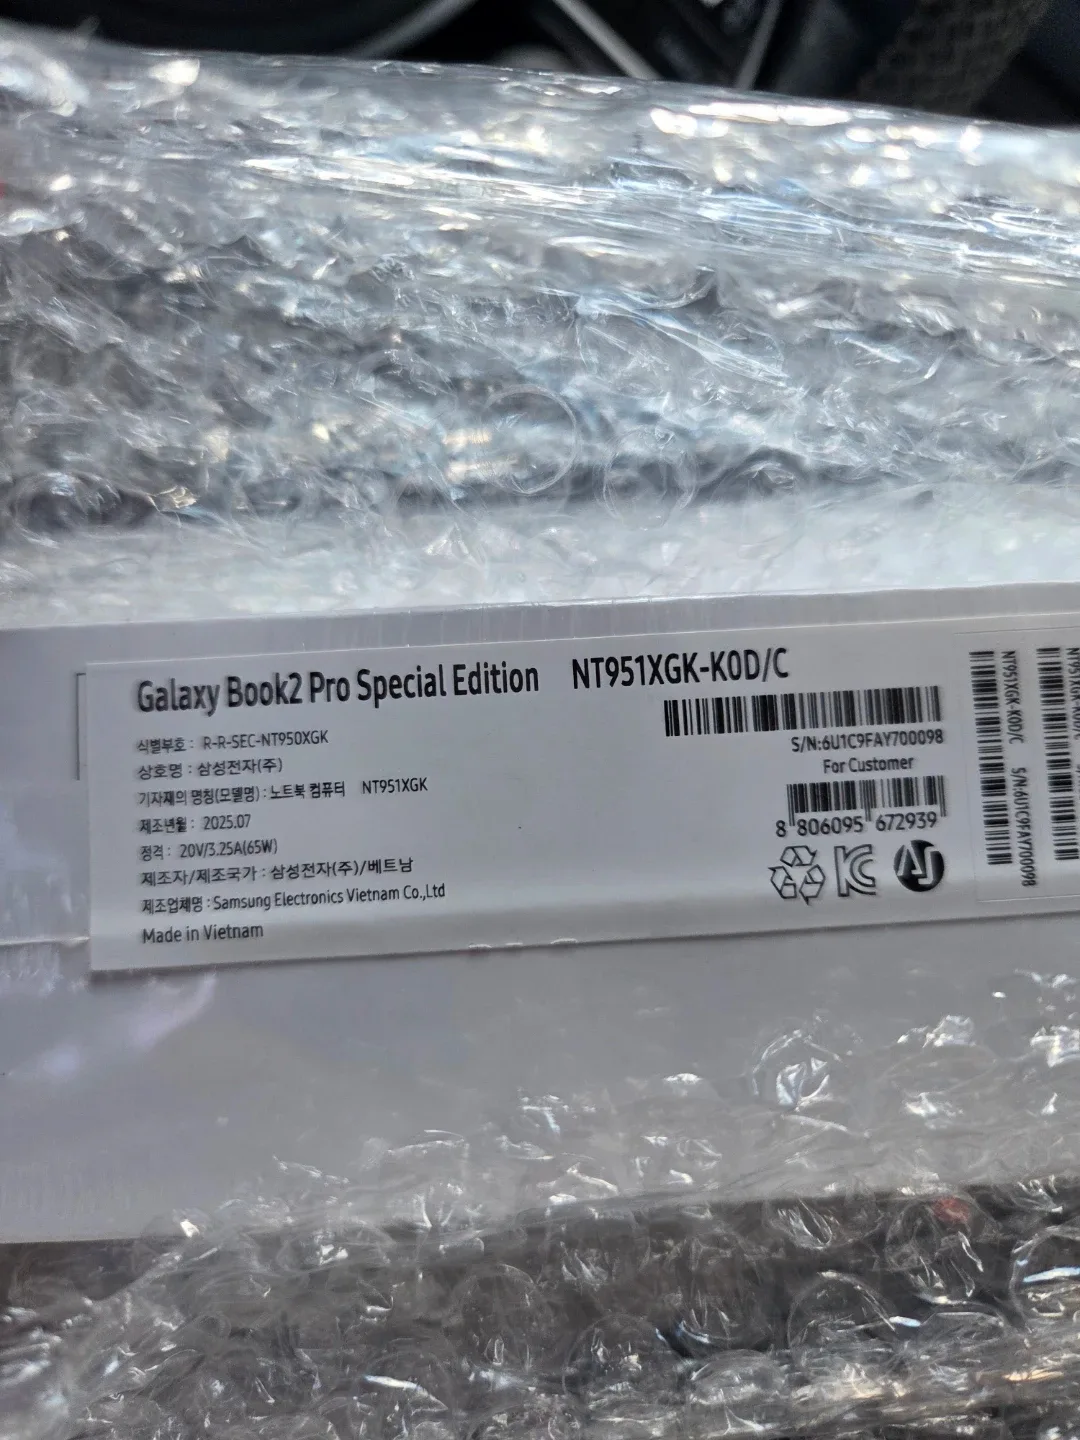 Galaxy Book2 Pro Special Edition NT951XGK-K0D/C
식별부호 : R-R-SEC-NT950XGK
상호명 : 삼성전자(주)
기자재의 명칭(모델명) : 노트북 컴퓨터 NT951XGK
제조년월 : 2025.07
정격 : 20V/3.25A(65W)
제조자/제조국가 : 삼성전자(주)/베트남
제조업체명 : Samsung Electronics Vietnam Co.,Ltd
Made in Vietnam
S/N:6U1C9FAY700098
For Customer
8 806095 672939
NT951XGK-K0D/C S/N:6U1C9FAY700098